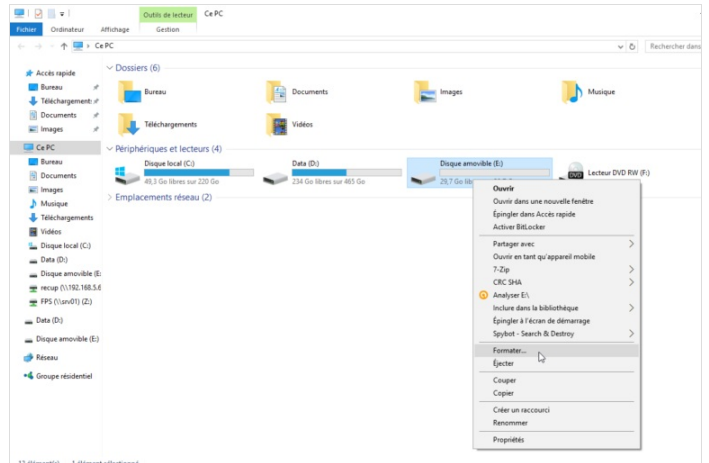 Outils de lecteur
Ce PC
Fichier
Ordinateur
Affichage
Gestion
Ce PC
Rechercher dans
Accès rapide
Bureau
Téléchargement:
Documents
Images
Ce PC
Bureau
Documents
Images
Musique
Téléchargements
Vidéos
Disque local (C:)
Data (D:)
Disque amovible (E:
recup (\\192.168.5.6
FPS (\\srv01) (Z:)
Data (D:)
Disque amovible (E:)
Réseau
Groupe résidentiel
Dossiers (6)
Bureau
Documents
Images
Musique
Téléchargements
Vidéos
Périphériques et lecteurs (4)
Disque local (C:)
49,3 Go libres sur 220 Go
Data (D:)
234 Go libres sur 465 Go
Disque amovible (E:)
29,7 Go
Lecteur DVD RW (F:)
DVD
Emplacements réseau (2)
Ouvrir
Ouvrir dans une nouvelle fenêtre
Épingler dans Accès rapide
Activer BitLocker
Partager avec
Ouvrir en tant qu'appareil mobile
7-Zip
CRC SHA
Analyser E:\
Inclure dans la bibliothèque
Épingler à l'écran de démarrage
Spybot - Search & Destroy
Formater...
Éjecter
Couper
Copier
Créer un raccourci
Renommer
Propriétés